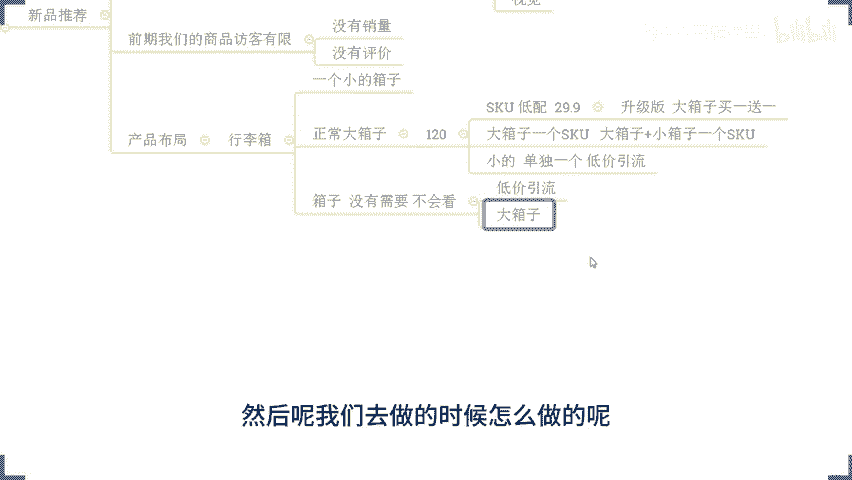 新品推荐
前期我们的商品访客有限
没有销量
没有评价
产品布局
行李箱
一个小的箱子
正常大箱子
120
SKU 低配 29.9
升级版 大箱子买一送一
大箱子一个SKU 大箱子+小箱子一个SKU
小的 单独一个 低价引流
箱子 没有需要 不会看
低价引流
大箱子
bilibili
然后呢我们去做的时候怎么做的呢